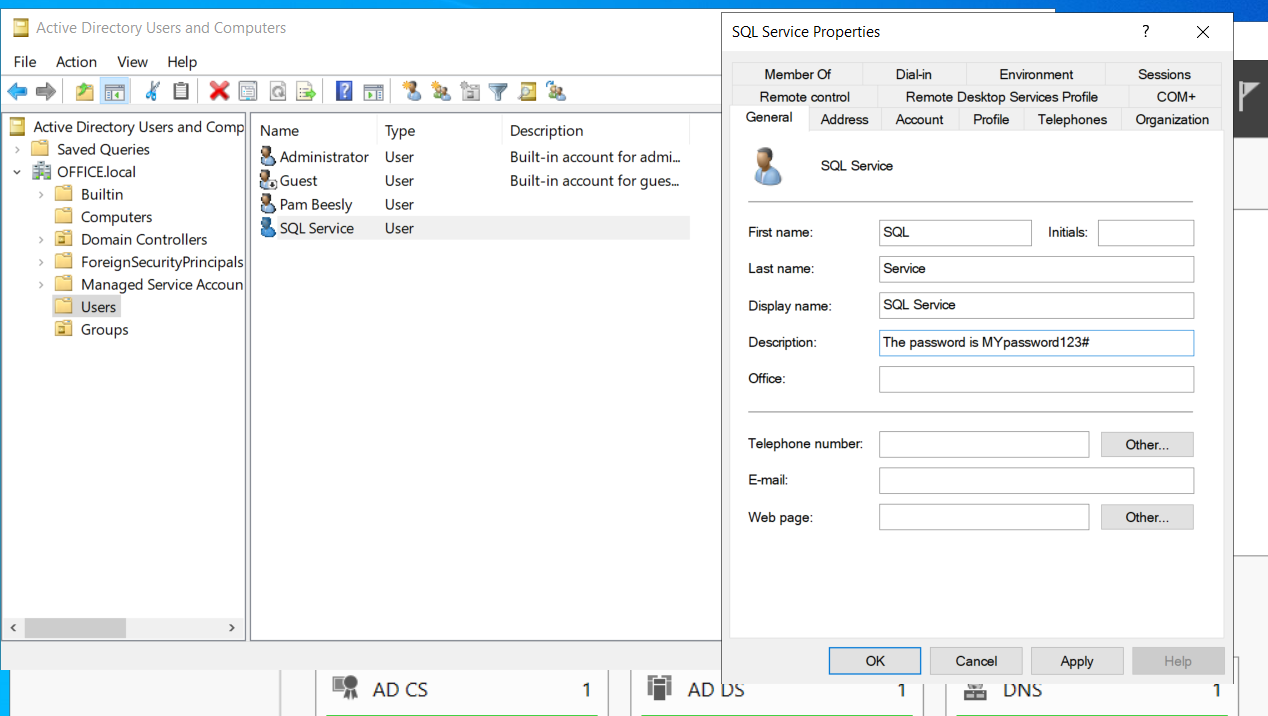 Active Directory Users and Computers
File Action View Help
Active Directory Users and Comp
Saved Queries
OFFICE.local
Builtin
Computers
Domain Controllers
ForeignSecurityPrincipals
Managed Service Accoun
Users
Groups
Name Type Description
Administrator User Built-in account for admi...
Guest User Built-in account for gues...
Pam Beesly User
SQL Service User
SQL Service Properties ?
Member Of Dial-in Environment Sessions
Remote control Remote Desktop Services Profile COM+
General Address Account Profile Telephones Organization
SQL Service
First name: SQL Initials:
Last name: Service
Display name: SQL Service
Description: The password is MYpassword123#
Office:
Telephone number: Other...
E-mail:
Web page: Other...
OK Cancel Apply Help
AD CS 1 AD DS 1 DNS 1